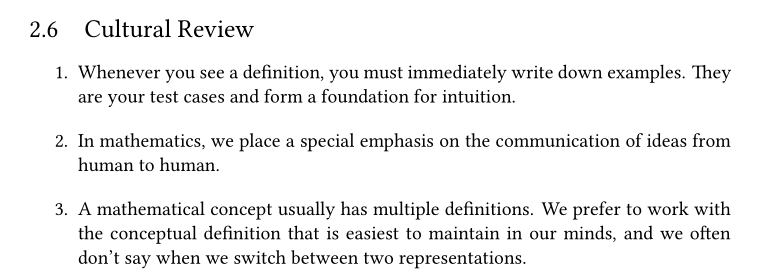 2.6 Cultural Review
1. Whenever you see a definition, you must immediately write down examples. They
are your test cases and form a foundation for intuition.
2. In mathematics, we place a special emphasis on the communication of ideas from
human to human.
3. A mathematical concept usually has multiple definitions. We prefer to work with
the conceptual definition that is easiest to maintain in our minds, and we often
don't say when we switch between two representations.